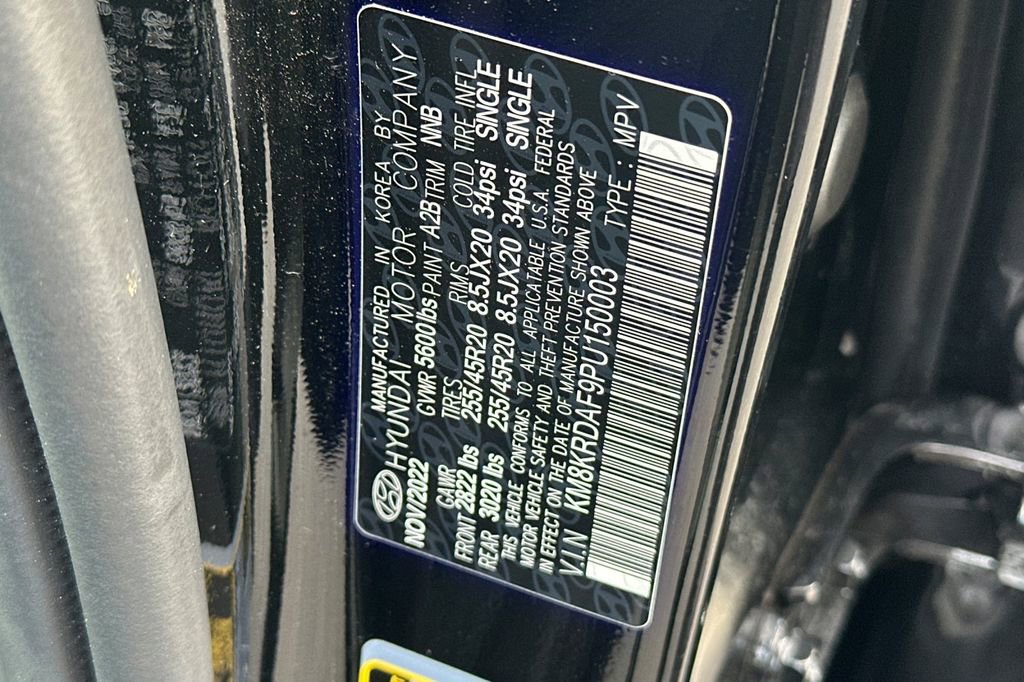 MANUFACTURED IN KOREA BY
HYUNDAI MOTOR COMPANY
NOV/2022 GVWR 5600lbs PAINT A2B TRIM NNB
GAWR TIRES RIMS COLD TIRE INFL.
FRONT 2822 lbs 255/45R20 8.5JX20 34psi SINGLE
REAR 3020 lbs 255/45R20 8.5JX20 34psi SINGLE
THIS VEHICLE CONFORMS TO ALL APPLICABLE U.S.A. FEDERAL
MOTOR VEHICLE SAFETY AND THEFT PREVENTION STANDARDS
IN EFFECT ON THE DATE OF MANUFACTURE SHOWN ABOVE
V.I.N KM8KRDAF9PU150003 TYPE : MPV